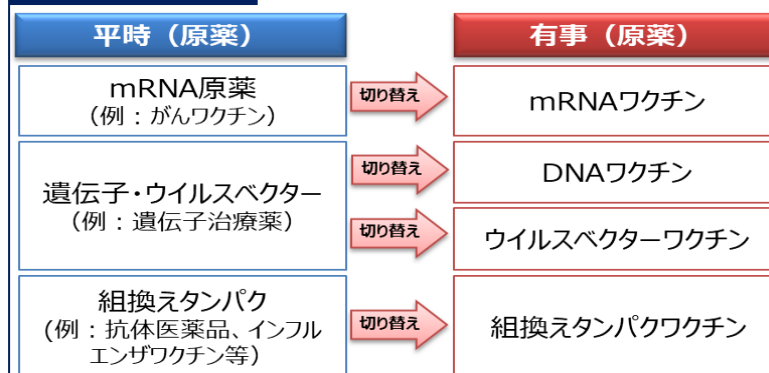 平時（原薬）
有事（原薬）
mRNA原薬
(例：がんワクチン)
切り替え
mRNAワクチン
遺伝子・ウイルスベクター
(例：遺伝子治療薬)
切り替え
DNAワクチン
切り替え
ウイルスベクターワクチン
組換えタンパク
(例：抗体医薬品、インフル
エンザワクチン等)
切り替え
組換えタンパクワクチン